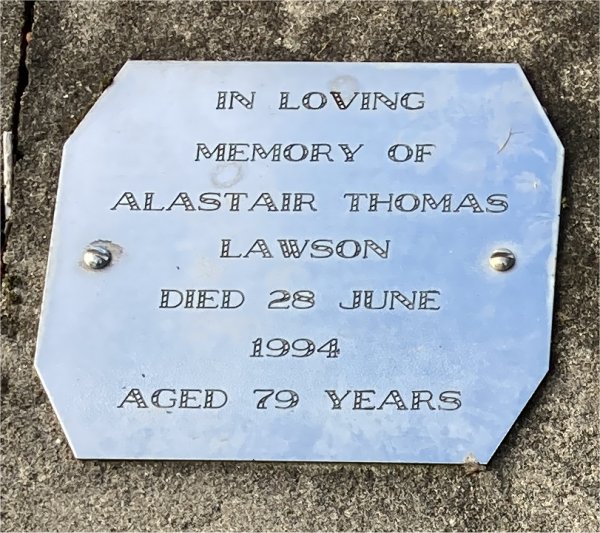 IN LOVING
MEMORY OF
ALASTAIR THOMAS
LAWSON
DIED 28 JUNE
1994
AGED 79 YEARS